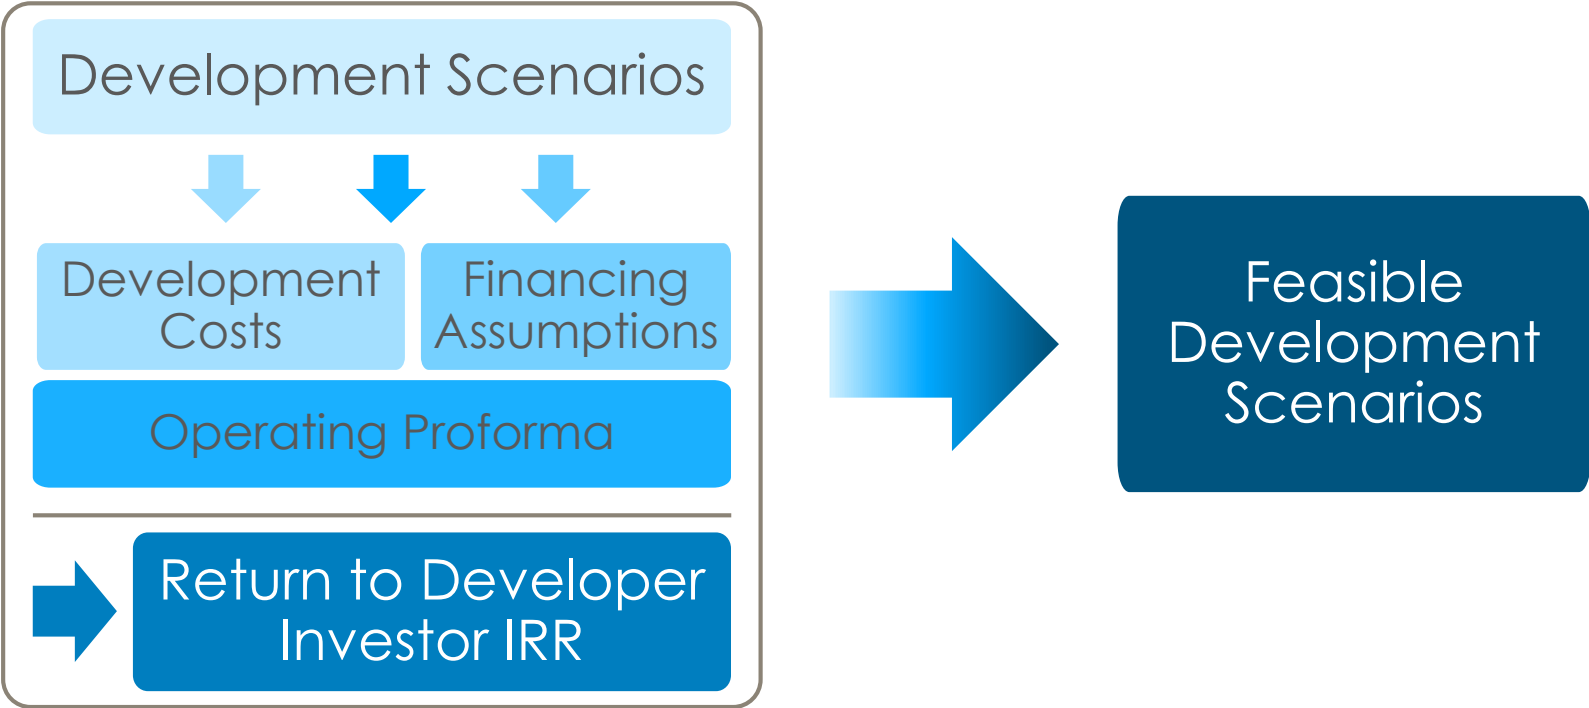 Development Scenarios
Development
Costs
Financing
Assumptions
Operating Proforma
Return to Developer
Investor IRR
Feasible
Development
Scenarios